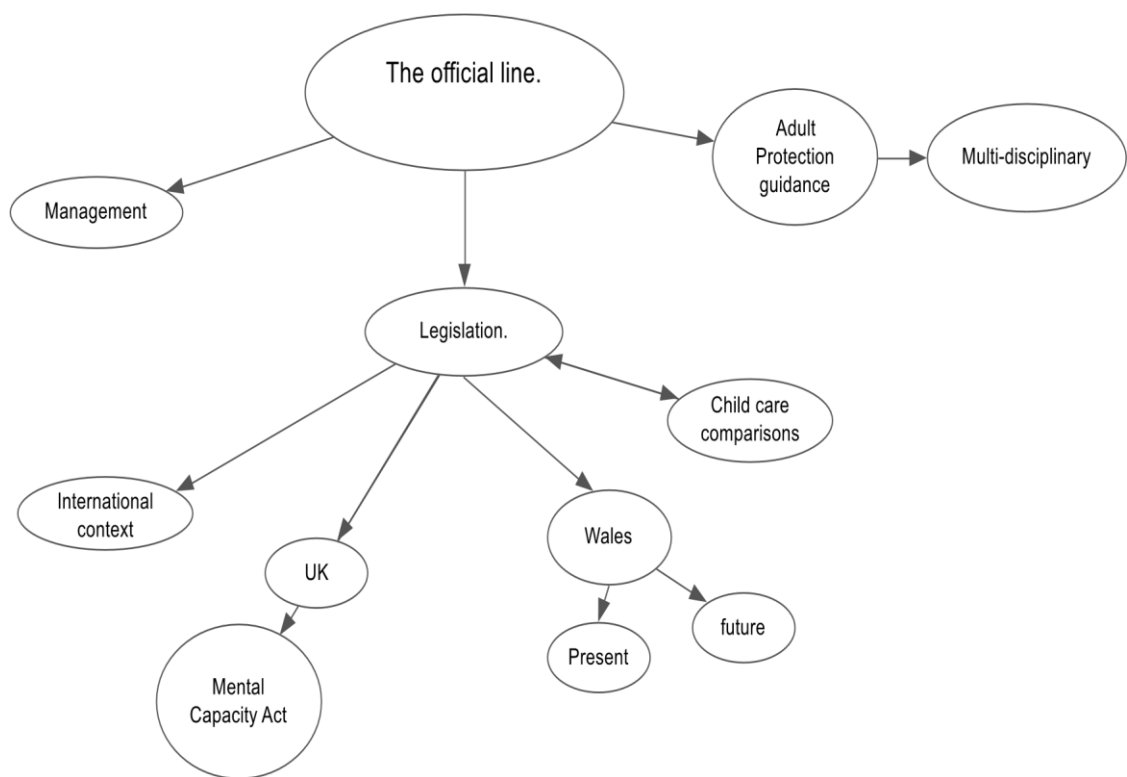 The official line.
Adult
Protection
guidance
Multi-disciplinary
Management
Legislation.
Child care
comparisons
International
context
UK
Wales
Present
future
Mental
Capacity Act